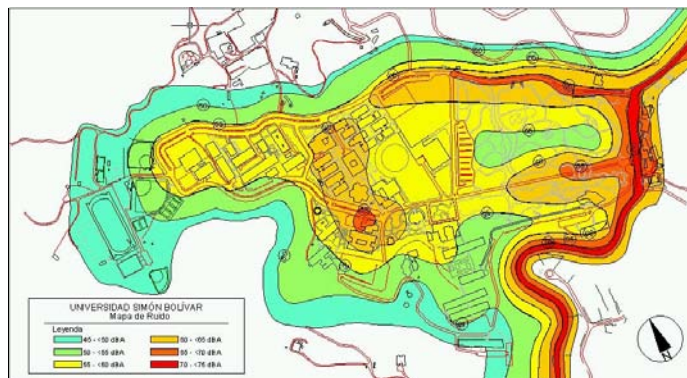 UNIVERSIDAD SIMÓN BOLÍVAR
Mapa de Ruido
Leyenda
45 - <50 dBA
50 - <55 dBA
55 - <60 dBA
60 - <65 dBA
65 - <70 dBA
70 - <75 dBA
N